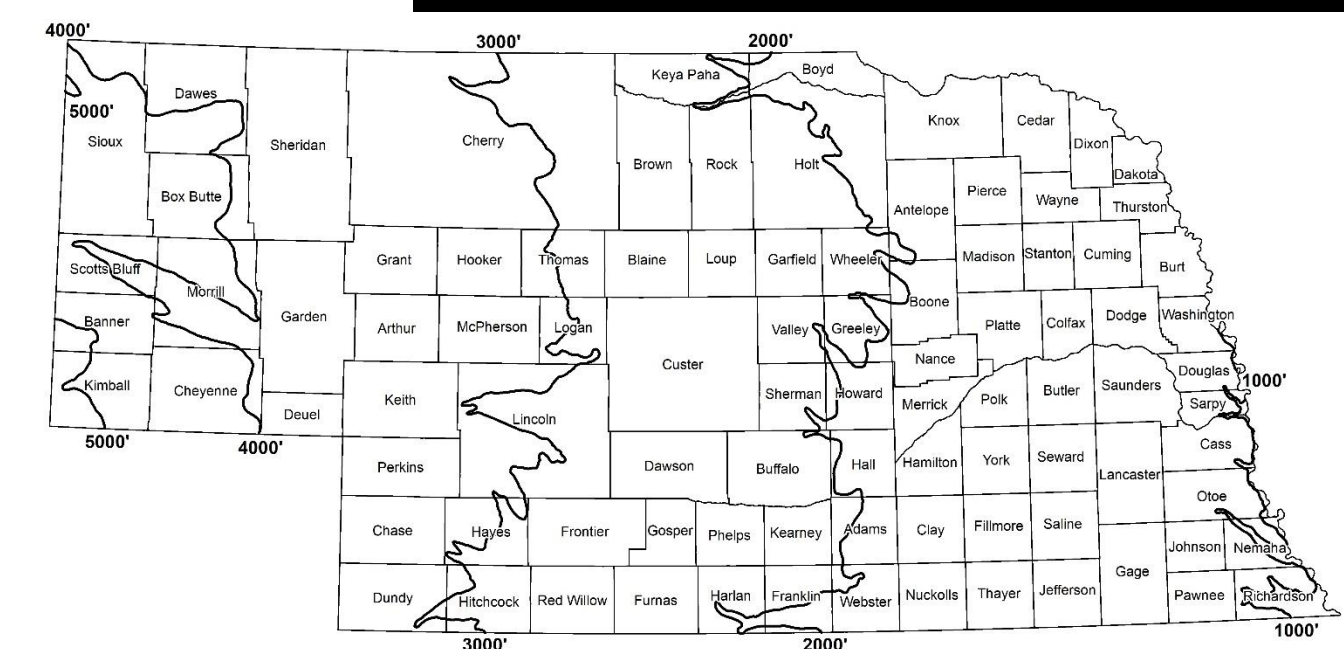 4000'
3000'
2000'
Keya Paha
Boyd
Dawes
5000'
Sioux
Sheridan
Cherry
Brown
Rock
Holt
Knox
Cedar
Dixon
Dakota
Box Butte
Antelope
Pierce
Wayne
Thurston
Scotts Bluff
Morrill
Grant
Hooker
Thomas
Blaine
Loup
Garfield
Wheeler
Madison
Stanton
Cuming
Burt
Banner
Garden
Arthur
McPherson
Logan
Custer
Valley
Greeley
Boone
Platte
Colfax
Dodge
Washington
Kimball
Cheyenne
Deuel
Keith
Lincoln
Sherman
Howard
Nance
Merrick
Polk
Butler
Saunders
Douglas
1000'
Sarpy
5000'
4000'
Perkins
Dawson
Buffalo
Hall
Hamilton
York
Seward
Lancaster
Cass
Otoe
Chase
Hayes
Frontier
Gosper
Phelps
Kearney
Adams
Clay
Fillmore
Saline
Johnson
Nemaha
Dundy
Hitchcock
Red Willow
Furnas
Harlan
Franklin
Webster
Nuckolls
Thayer
Jefferson
Gage
Pawnee
Richardson
3000'
2000'
1000'